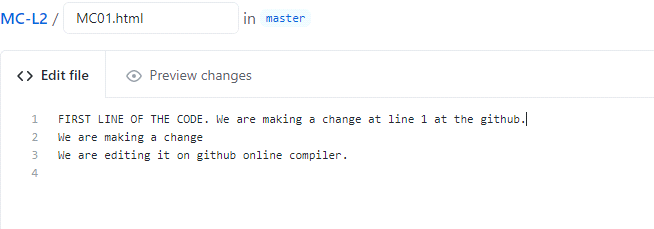 MC-L2 / MC01.html in master
<> Edit file Preview changes
1 FIRST LINE OF THE CODE. We are making a change at line 1 at the github.
2 We are making a change
3 We are editing it on github online compiler.
4